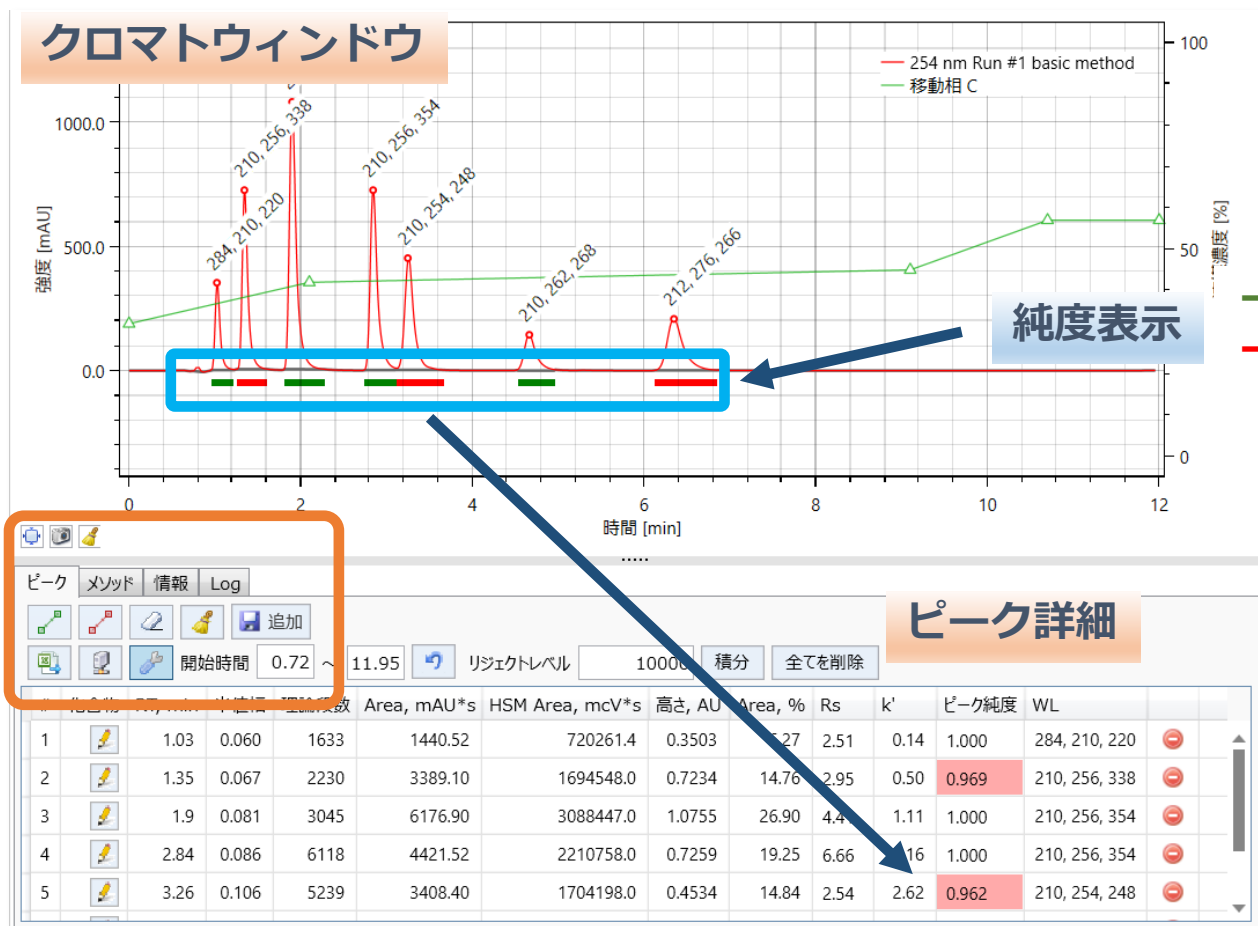 クロマトウィンドウ
100
254 nm Run #1 basic method
移動相 C
1000.0
210, 256, 338
210, 256, 354
284, 210, 220
210, 254, 248
強度 [mAU]
500.0
210, 262, 268
212, 276, 266
50
濃度 [%]
純度表示
0.0
0
0
2
4
6
8
10
12
時間 [min]
ピーク メソッド 情報 Log
ピーク詳細
追加
開始時間 0.72 ~ 11.95 リジェクトレベル 10000 積分 全てを削除
Area, mAU*s HSM Area, mcV*s 高さ, AU Area, % Rs k' ピーク純度 WL
1 1.03 0.060 1633 1440.52 720261.4 0.3503 .27 2.51 0.14 1.000 284, 210, 220
2 1.35 0.067 2230 3389.10 1694548.0 0.7234 14.76 2.95 0.50 0.969 210, 256, 338
3 1.9 0.081 3045 6176.90 3088447.0 1.0755 26.90 1.11 1.000 210, 256, 354
4 2.84 0.086 6118 4421.52 2210758.0 0.7259 19.25 6.66 16 1.000 210, 256, 354
5 3.26 0.106 5239 3408.40 1704198.0 0.4534 14.84 2.54 2.62 0.962 210, 254, 248